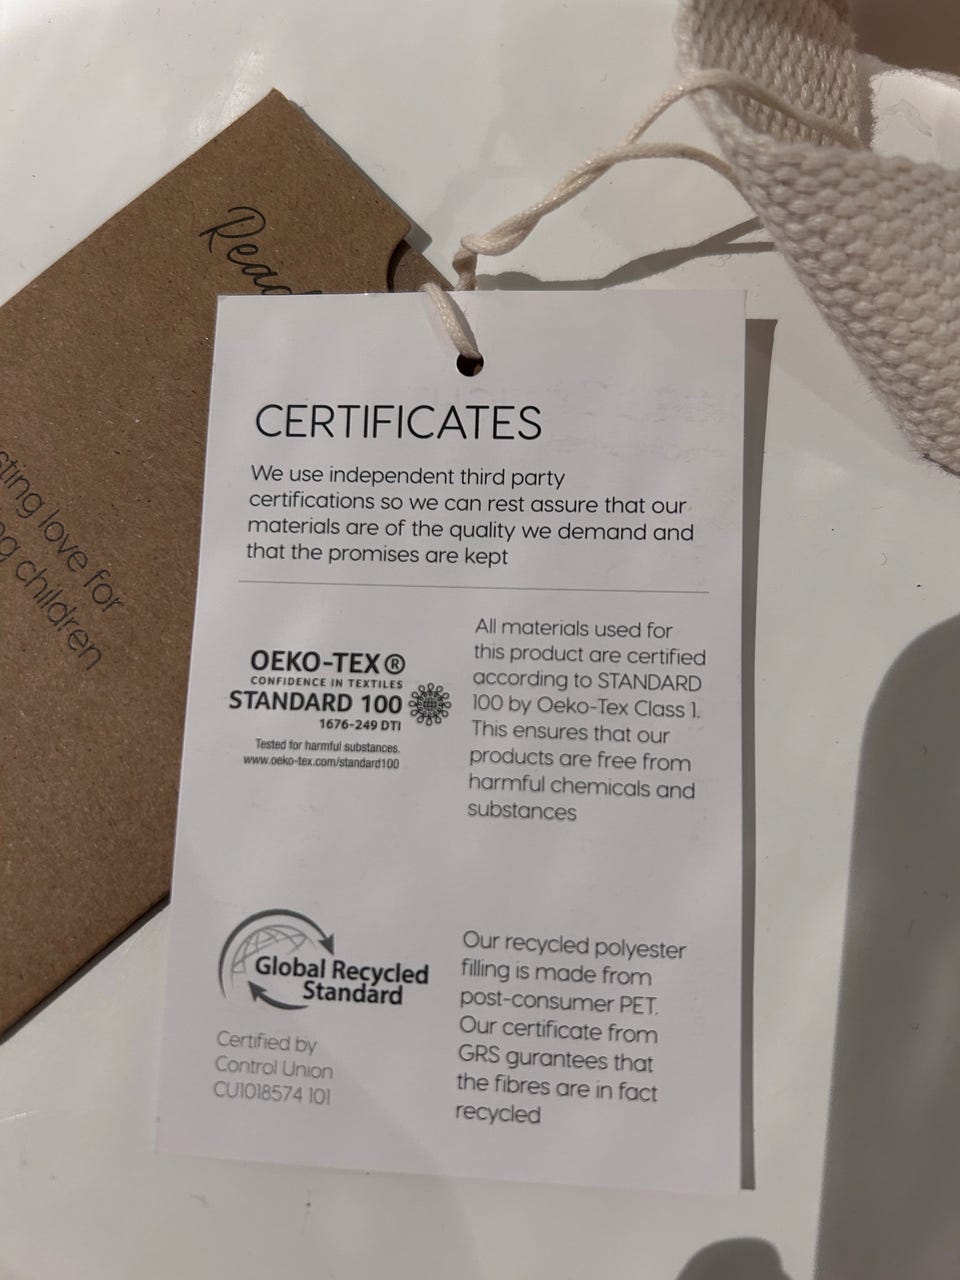 Read
sting love for
children
CERTIFICATES
We use independent third party
certifications so we can rest assure that our
materials are of the quality we demand and
that the promises are kept
OEKO-TEX®
CONFIDENCE IN TEXTILES
STANDARD 100
1676-249 DTI
Tested for harmful substances.
www.oeko-tex.com/standard100
All materials used for
this product are certified
according to STANDARD
100 by Oeko-Tex Class 1.
This ensures that our
products are free from
harmful chemicals and
substances
Global Recycled
Standard
Certified by
Control Union
CU1018574 101
Our recycled polyester
filling is made from
post-consumer PET.
Our certificate from
GRS gurantees that
the fibres are in fact
recycled